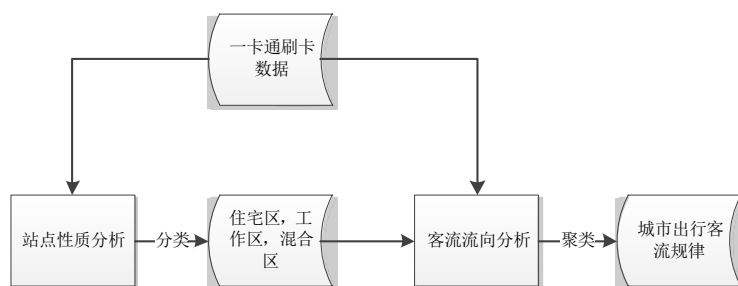 一卡通刷卡
数据
站点性质分析
分类
住宅区，工
作区，混合
区
客流流向分析
聚类
城市出行客
流规律